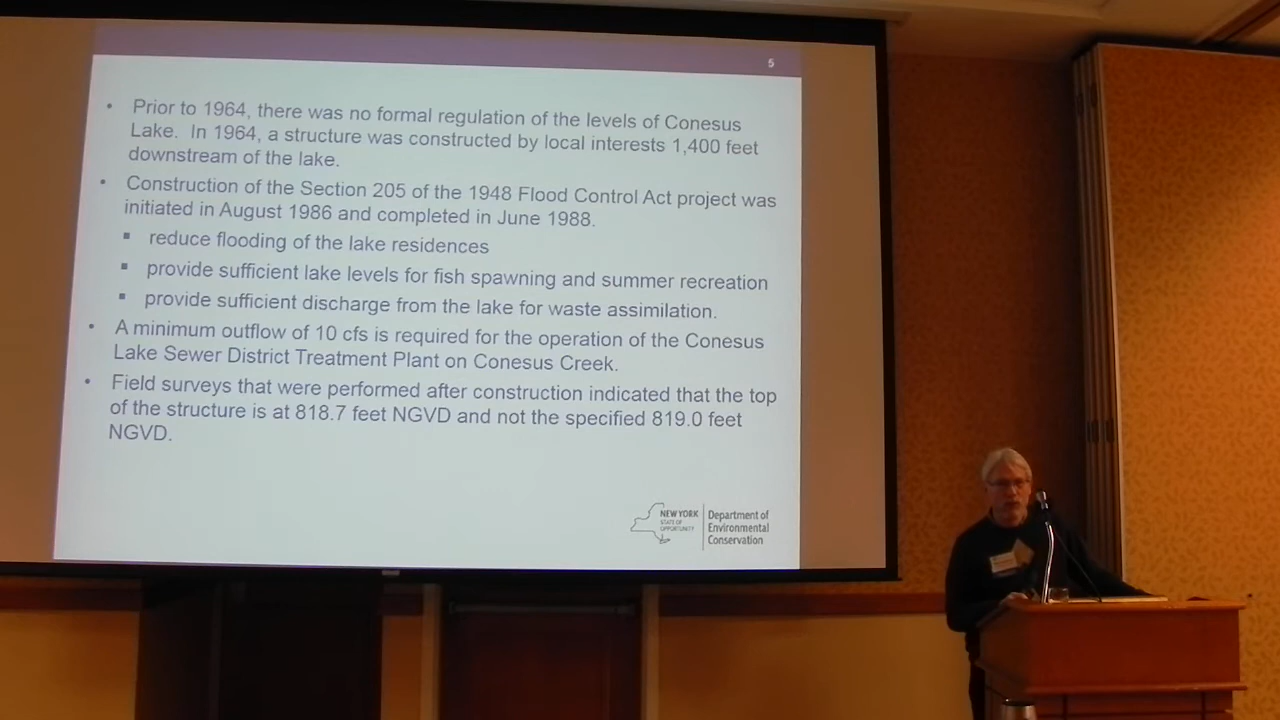 5
• Prior to 1964, there was no formal regulation of the levels of Conesus
Lake. In 1964, a structure was constructed by local interests 1,400 feet
downstream of the lake.
• Construction of the Section 205 of the 1948 Flood Control Act project was
initiated in August 1986 and completed in June 1988.
▪ reduce flooding of the lake residences
▪ provide sufficient lake levels for fish spawning and summer recreation
▪ provide sufficient discharge from the lake for waste assimilation.
• A minimum outflow of 10 cfs is required for the operation of the Conesus
Lake Sewer District Treatment Plant on Conesus Creek.
• Field surveys that were performed after construction indicated that the top
of the structure is at 818.7 feet NGVD and not the specified 819.0 feet
NGVD.
NEW YORK
STATE OF
OPPORTUNITY
Department of
Environmental
Conservation